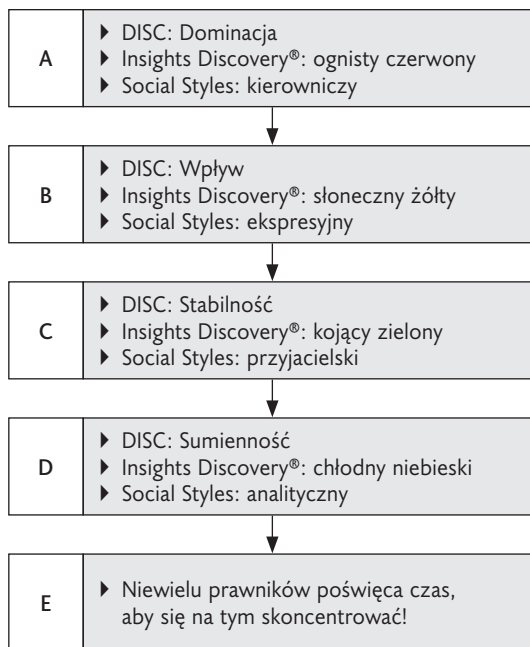 A
▶ DISC: Dominacja
▶ Insights Discovery®: ognisty czerwony
▶ Social Styles: kierowniczy
B
▶ DISC: Wpływ
▶ Insights Discovery®: słoneczny żółty
▶ Social Styles: ekspresyjny
C
▶ DISC: Stabilność
▶ Insights Discovery®: kojący zielony
▶ Social Styles: przyjacielski
D
▶ DISC: Sumienność
▶ Insights Discovery®: chłodny niebieski
▶ Social Styles: analityczny
E
▶ Niewielu prawników poświęca czas,
aby się na tym skoncentrować!